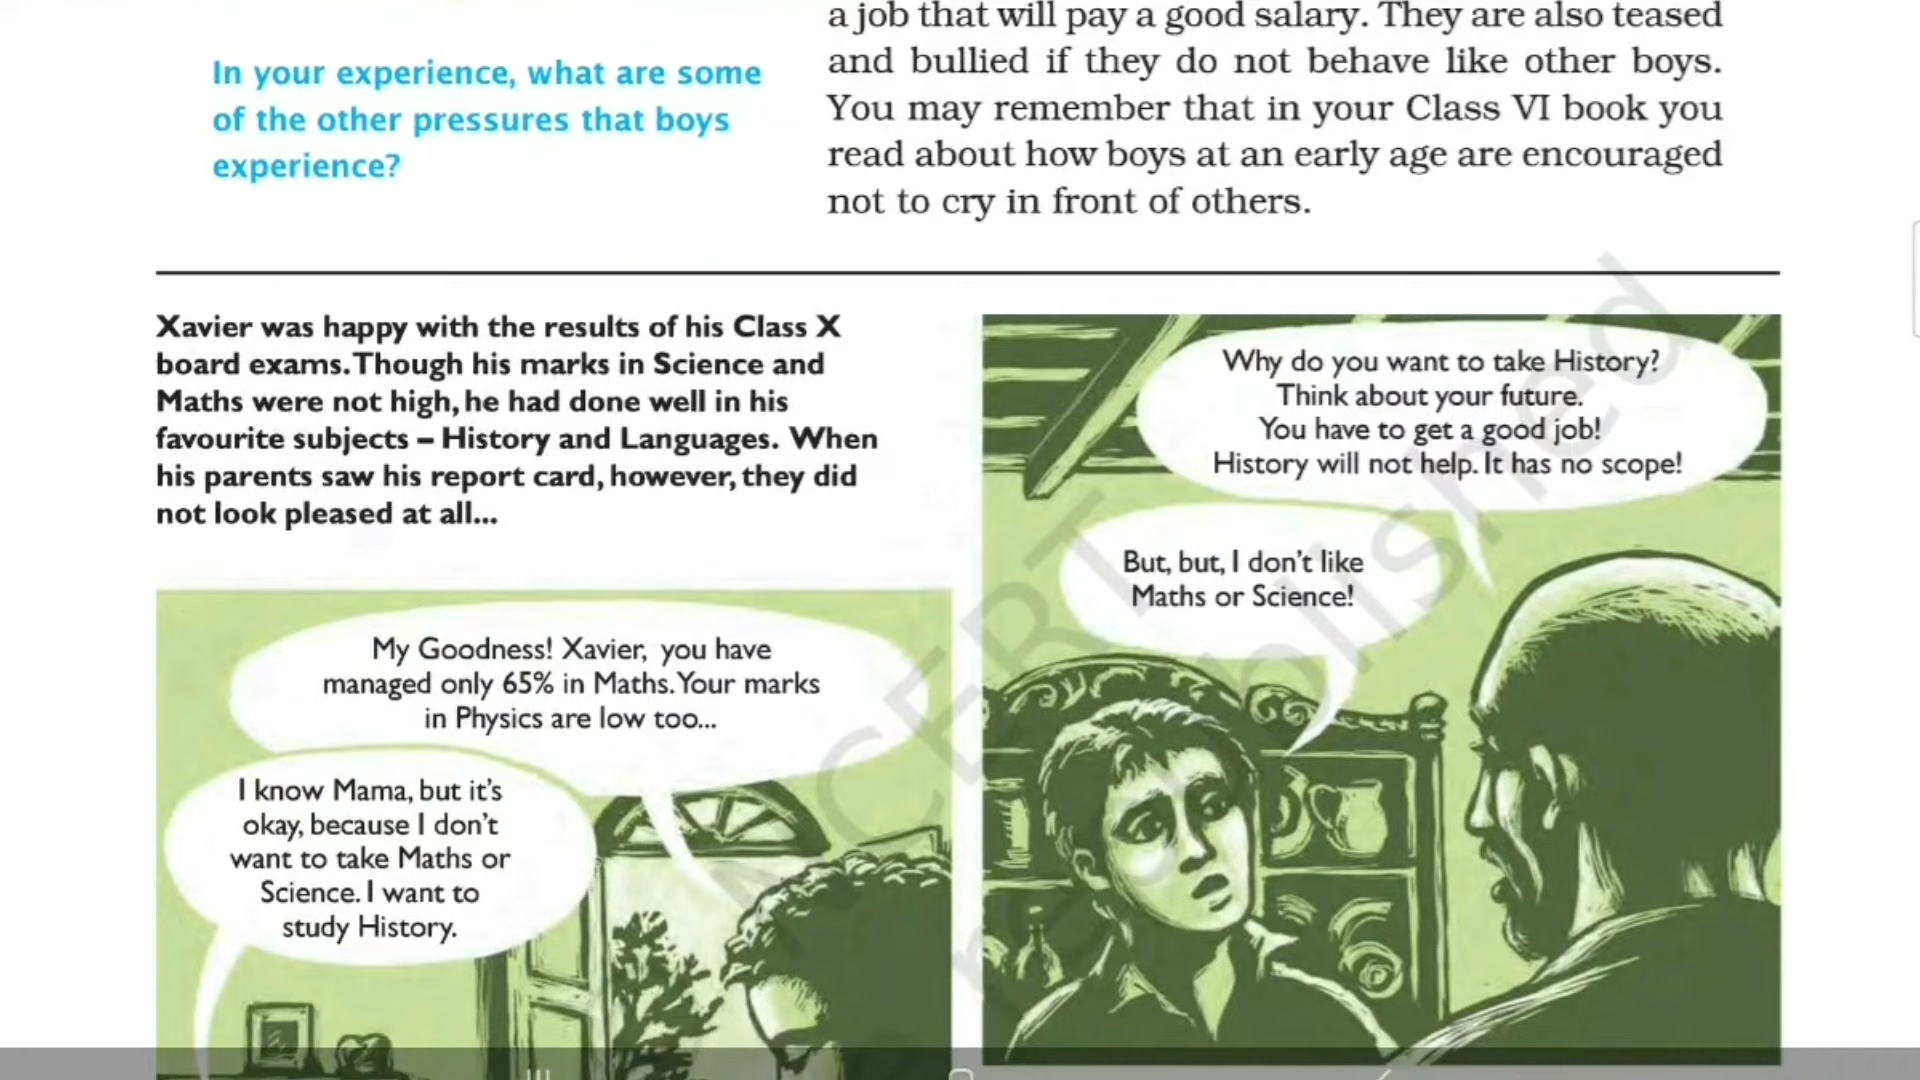 a job that will pay a good salary. They are also teased
and bullied if they do not behave like other boys.
You may remember that in your Class VI book you
read about how boys at an early age are encouraged
not to cry in front of others.
In your experience, what are some
of the other pressures that boys
experience?
Xavier was happy with the results of his Class X
board exams. Though his marks in Science and
Maths were not high, he had done well in his
favourite subjects – History and Languages. When
his parents saw his report card, however, they did
not look pleased at all...
My Goodness! Xavier, you have
managed only 65% in Maths. Your marks
in Physics are low too...
I know Mama, but it's
okay, because I don't
want to take Maths or
Science. I want to
study History.
Why do you want to take History?
Think about your future.
You have to get a good job!
History will not help. It has no scope!
But, but, I don't like
Maths or Science!